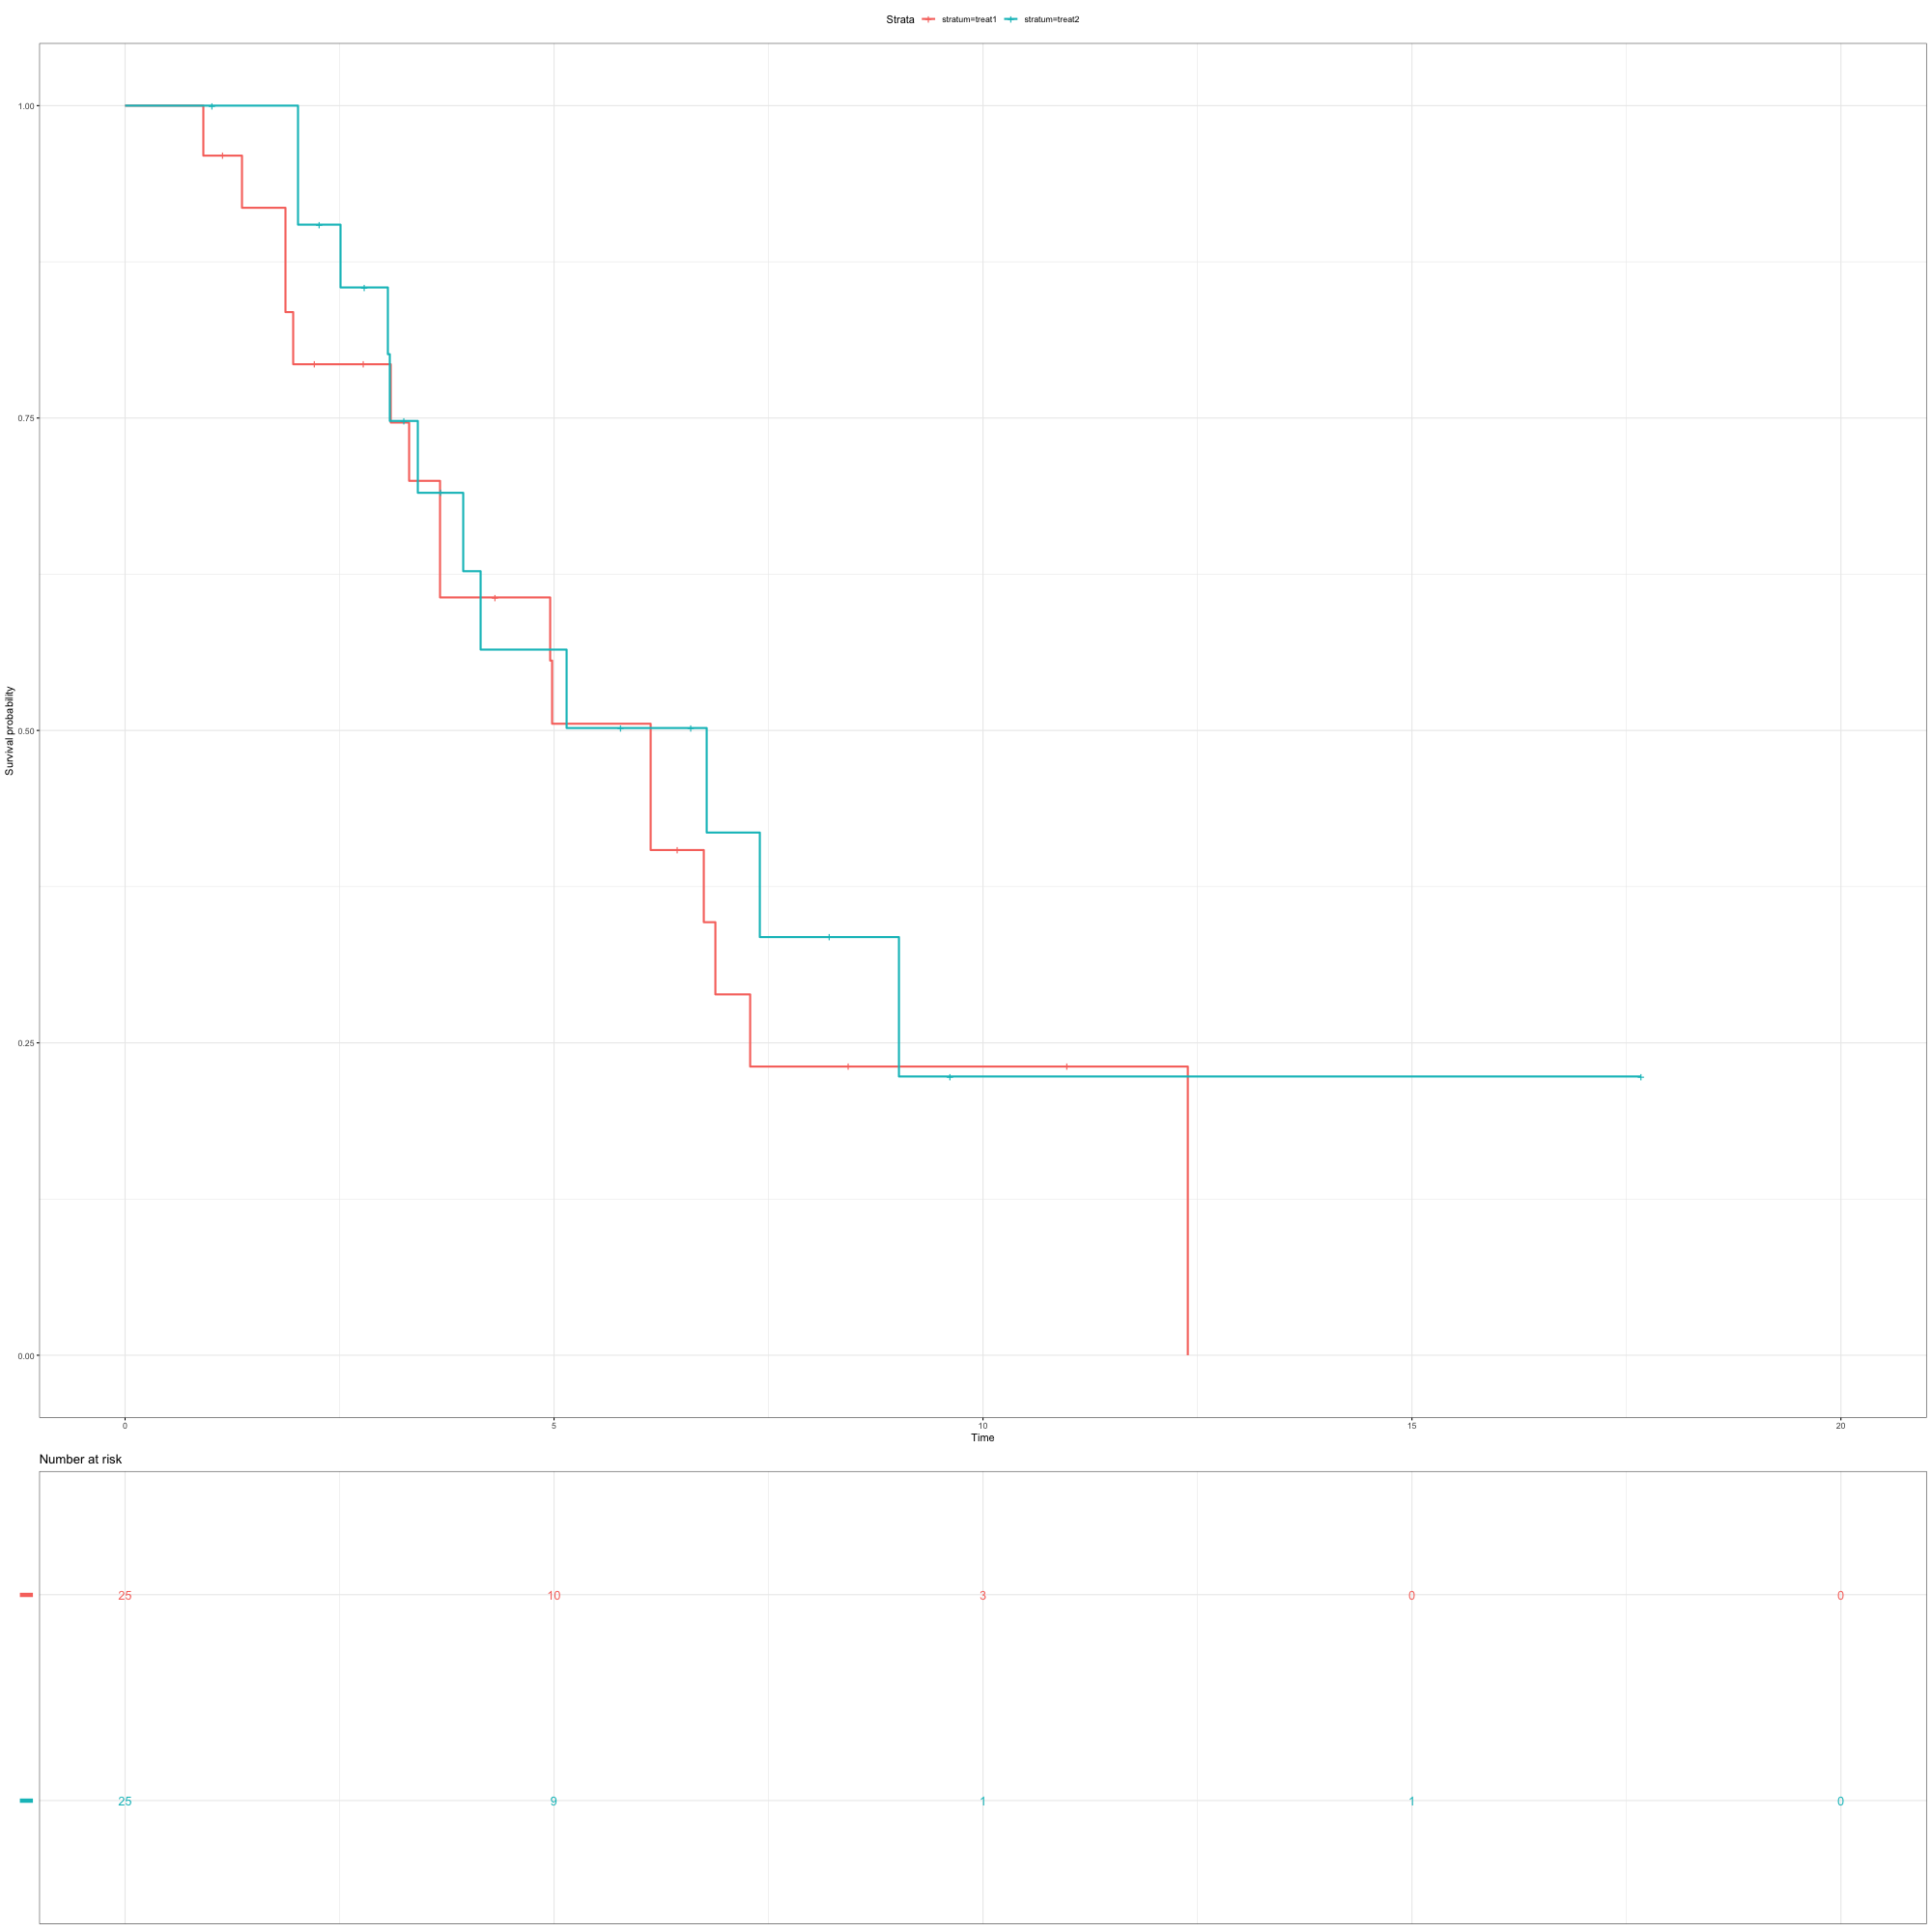 Strata stratum=treat1 stratum=treat2
1.00
0.75
0.50
0.25
0.00
Survival probability
0 5 10 15 20
Time
Number at risk
25 10 3 0 0
25 9 1 1 0